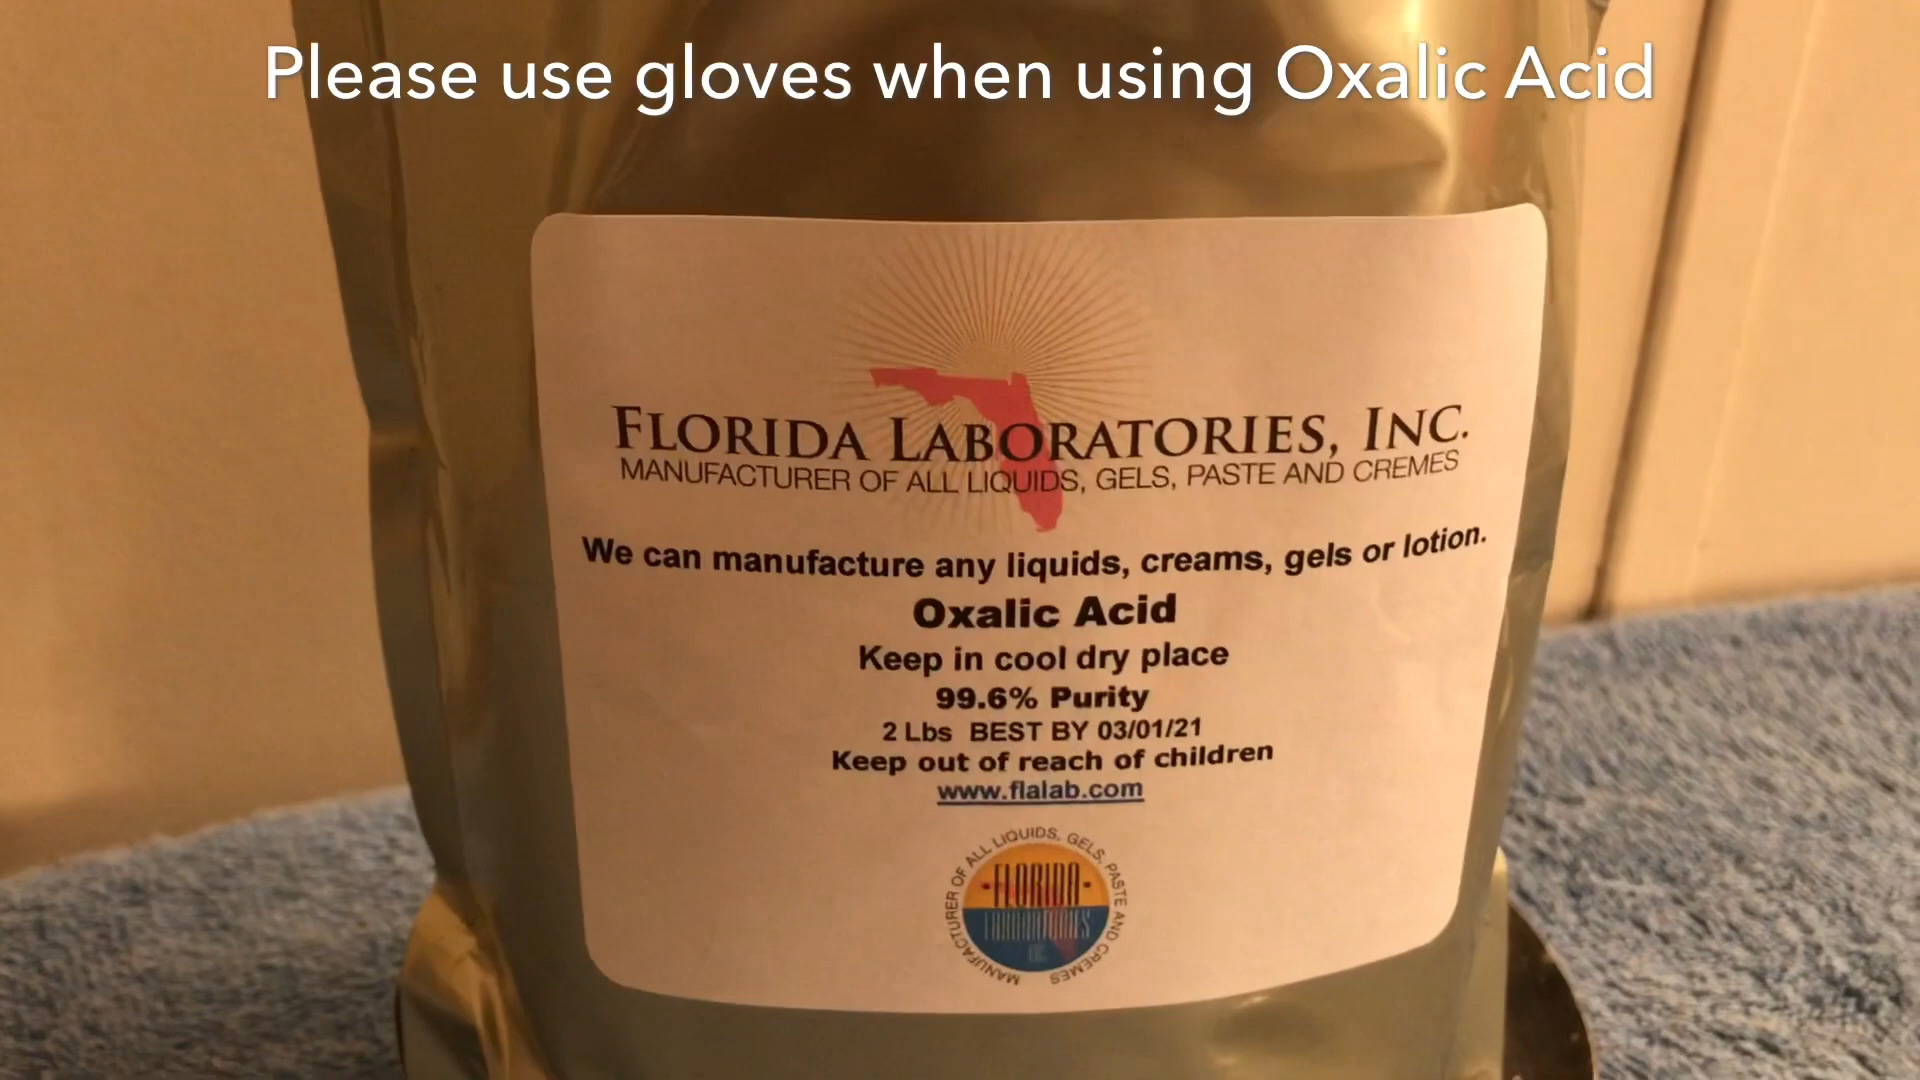 Please use gloves when using Oxalic Acid
FLORIDA LABORATORIES, INC.
MANUFACTURER OF ALL LIQUIDS, GELS, PASTE AND CREMES
We can manufacture any liquids, creams, gels or lotion.
Oxalic Acid
Keep in cool dry place
99.6% Purity
2 Lbs BEST BY 03/01/21
Keep out of reach of children
www.flalab.com
MANUFACTURER OF ALL LIQUIDS, GELS, PASTE AND CREMES
FLORIDA
LABORATORIES
INC.